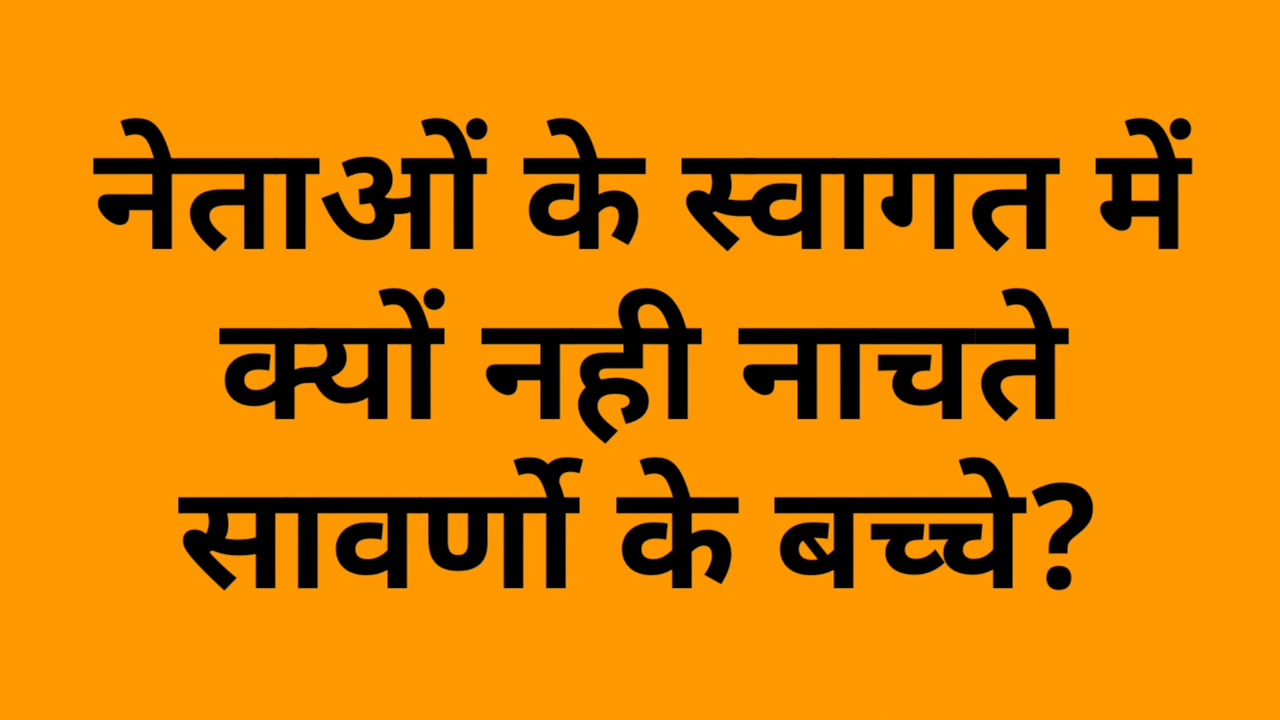 नेताओं के स्वागत में
क्यों नही नाचते
सावर्णो के बच्चे?